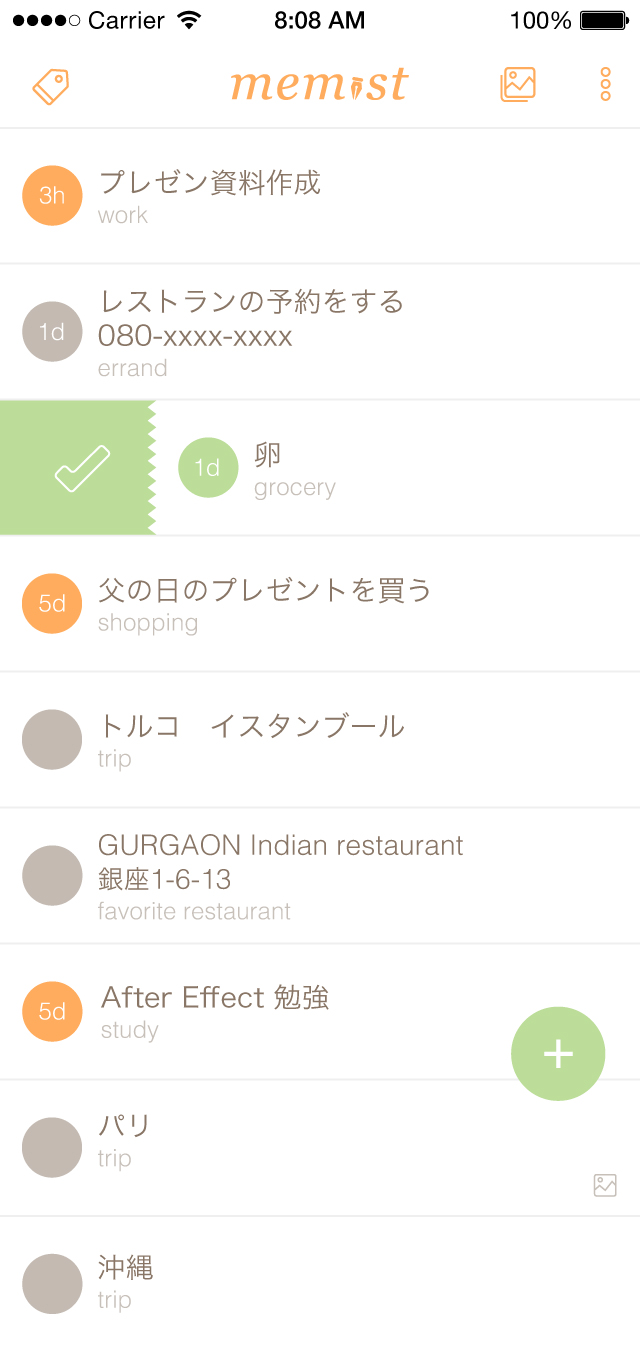 Carrier 8:08 AM 100%
memist
3h プレゼン資料作成
work
レストランの予約をする
1d 080-xxxx-xxxx
errand
1d 卵
grocery
5d 父の日のプレゼントを買う
shopping
トルコ　イスタンブール
trip
GURGAON Indian restaurant
銀座1-6-13
favorite restaurant
5d After Effect 勉強
study
パリ
trip
沖縄
trip